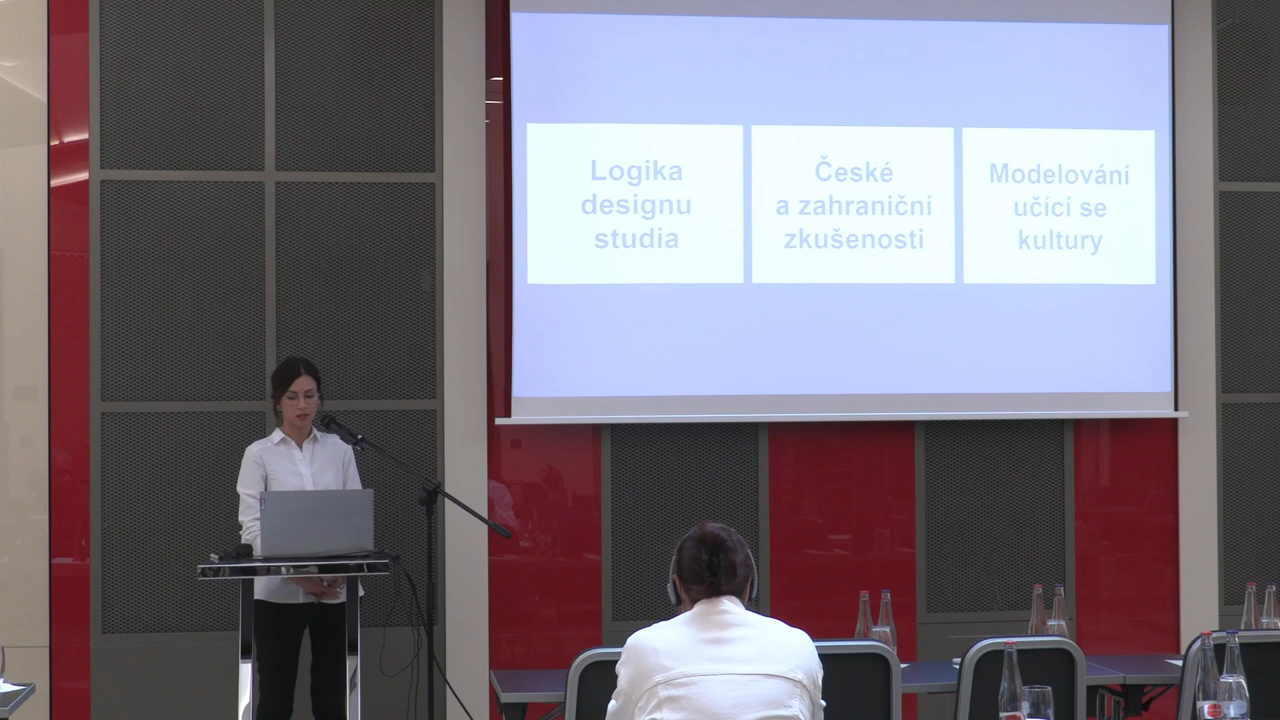 Logika
designu
studia
České
a zahraniční
zkušenosti
Modelování
učící se
kultury